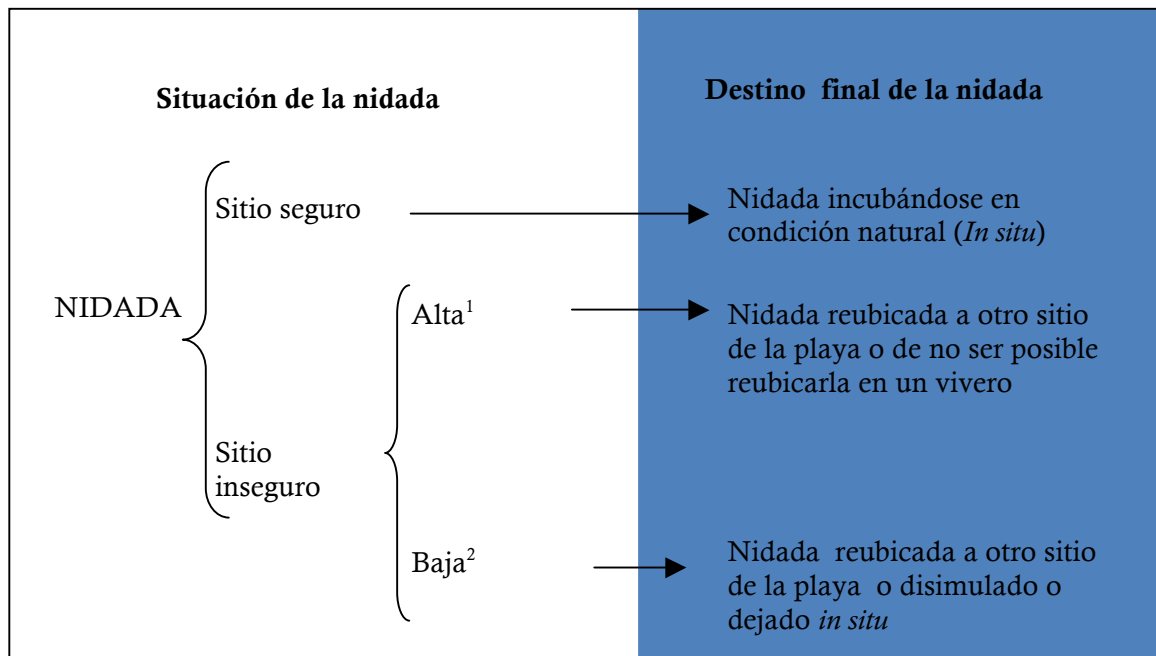 Situación de la nidada
Destino final de la nidada
NIDADA
Sitio seguro
Nidada incubándose en
condición natural (In situ)
Sitio
inseguro
Alta¹
Nidada reubicada a otro sitio
de la playa o de no ser posible
reubicarla en un vivero
Baja²
Nidada reubicada a otro sitio
de la playa o disimulado o
dejado in situ